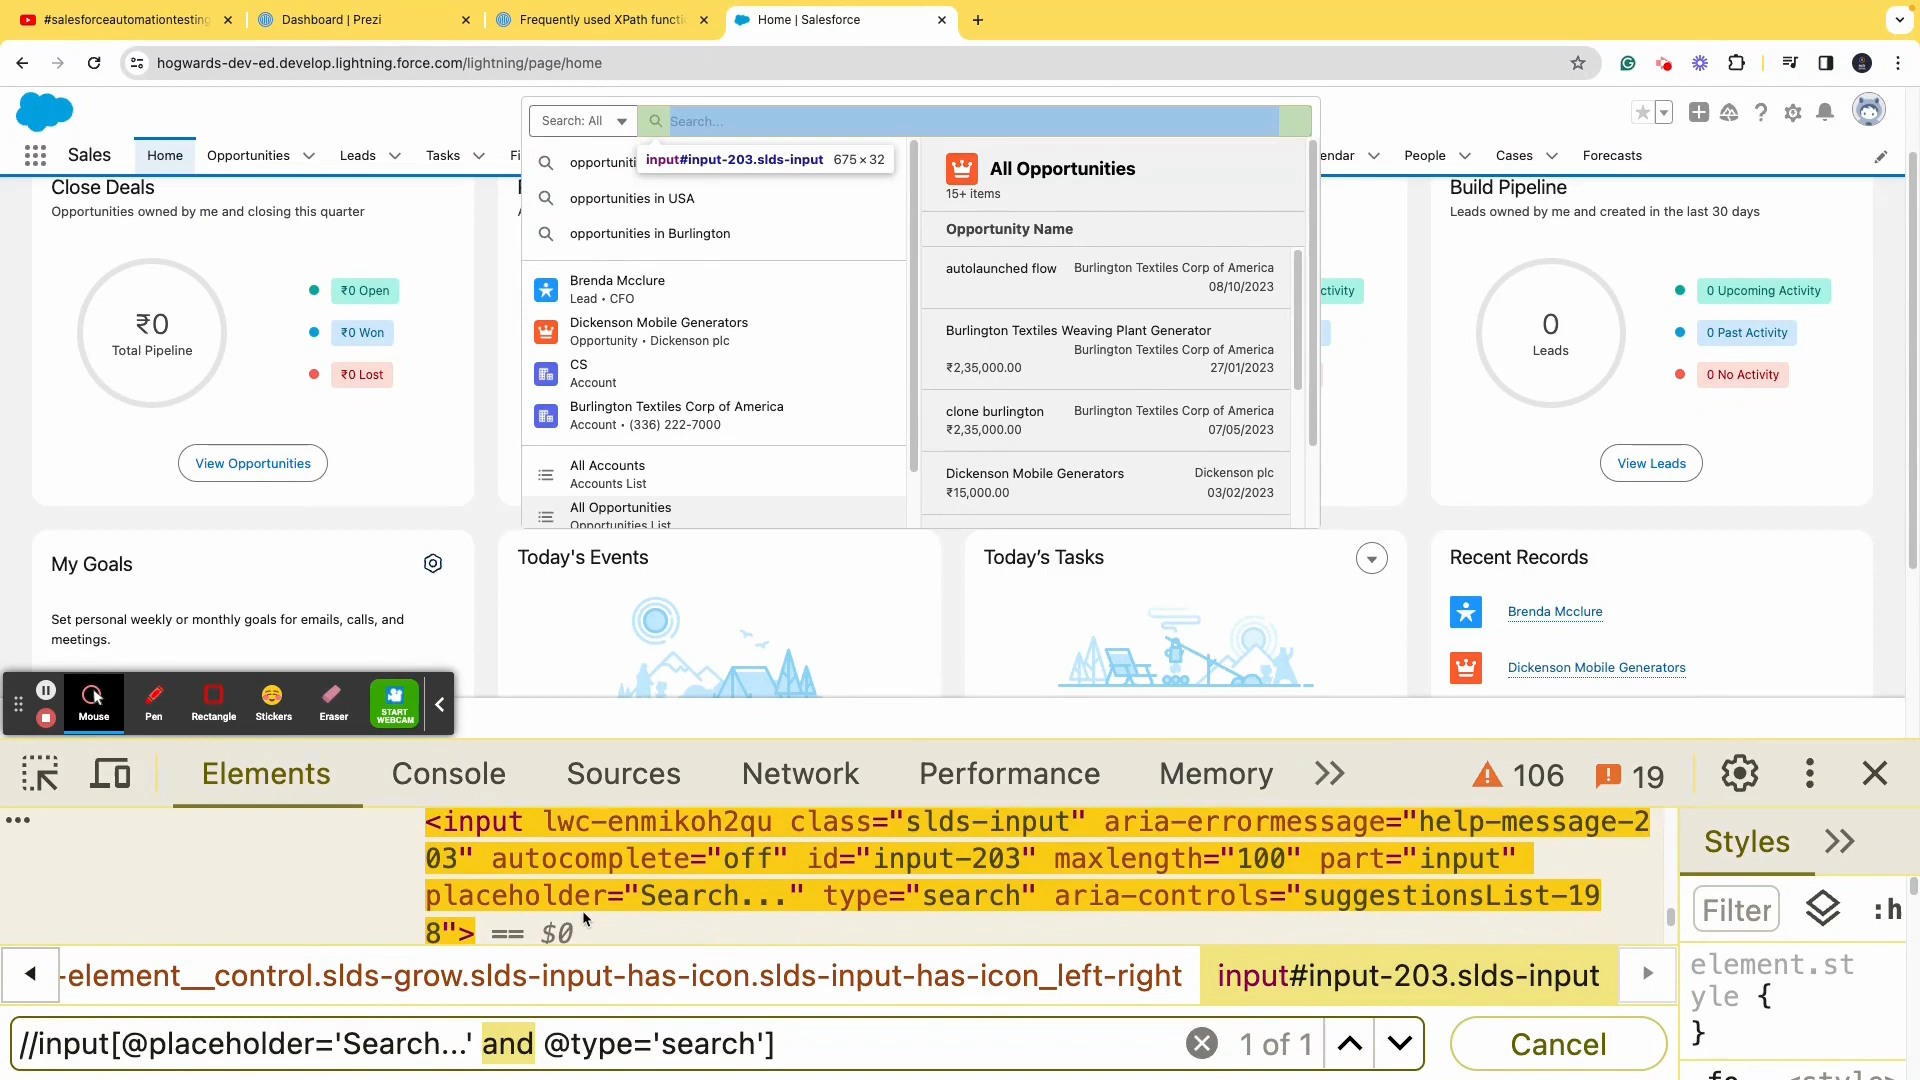 #salesforceautomationtesting
Dashboard | Prezi
Frequently used XPath functi
Home | Salesforce
hogwards-dev-ed.develop.lightning.force.com/lightning/page/home
Search: All
Search...
Sales
Home
Opportunities
Leads
Tasks
Fi
endar
People
Cases
Forecasts
input#input-203.slds-input 675 × 32
opportuniti
opportunities in USA
opportunities in Burlington
Brenda Mcclure
Lead • CFO
Dickenson Mobile Generators
Opportunity • Dickenson plc
CS
Account
Burlington Textiles Corp of America
Account • (336) 222-7000
All Accounts
Accounts List
All Opportunities
Opportunities List
All Opportunities
15+ items
Opportunity Name
autolaunched flow
Burlington Textiles Corp of America
08/10/2023
Burlington Textiles Weaving Plant Generator
Burlington Textiles Corp of America
₹2,35,000.00
27/01/2023
clone burlington
Burlington Textiles Corp of America
₹2,35,000.00
07/05/2023
Dickenson Mobile Generators
Dickenson plc
₹15,000.00
03/02/2023
Close Deals
Opportunities owned by me and closing this quarter
₹0
Total Pipeline
₹0 Open
₹0 Won
₹0 Lost
View Opportunities
ctivity
Build Pipeline
Leads owned by me and created in the last 30 days
0
Leads
0 Upcoming Activity
0 Past Activity
0 No Activity
View Leads
My Goals
Set personal weekly or monthly goals for emails, calls, and
meetings.
Today's Events
Today’s Tasks
Recent Records
Brenda Mcclure
Dickenson Mobile Generators
Mouse
Pen
Rectangle
Stickers
Eraser
START
WEBCAM
Elements
Console
Sources
Network
Performance
Memory
106
19
<input lwc-enmikoh2qu class="slds-input" aria-errormessage="help-message-2
03" autocomplete="off" id="input-203" maxlength="100" part="input"
placeholder="Search..." type="search" aria-controls="suggestionsList-19
8"> == $0
Styles
Filter
:h
element.st
yle {
}
-element__control.slds-grow.slds-input-has-icon.slds-input-has-icon_left-right
input#input-203.slds-input
//input[@placeholder='Search...' and @type='search']
1 of 1
Cancel